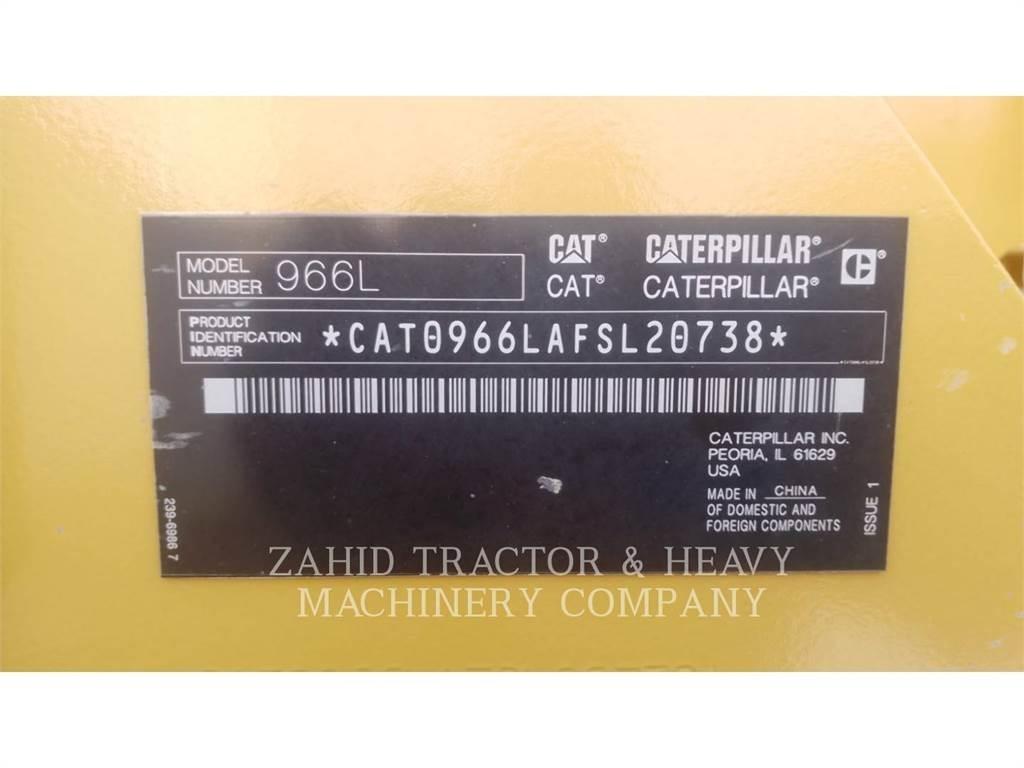 MODEL
NUMBER 966L
CAT® CATERPILLAR®
CAT® CATERPILLAR®
C
PRODUCT
IDENTIFICATION
NUMBER
*CAT0966LAFSL20738*
*CAT0966LAFSL20738*
CATERPILLAR INC.
PEORIA, IL 61629
USA
MADE IN CHINA
OF DOMESTIC AND
FOREIGN COMPONENTS
ISSUE 1
239-6986 7
ZAHID TRACTOR & HEAVY
MACHINERY COMPANY